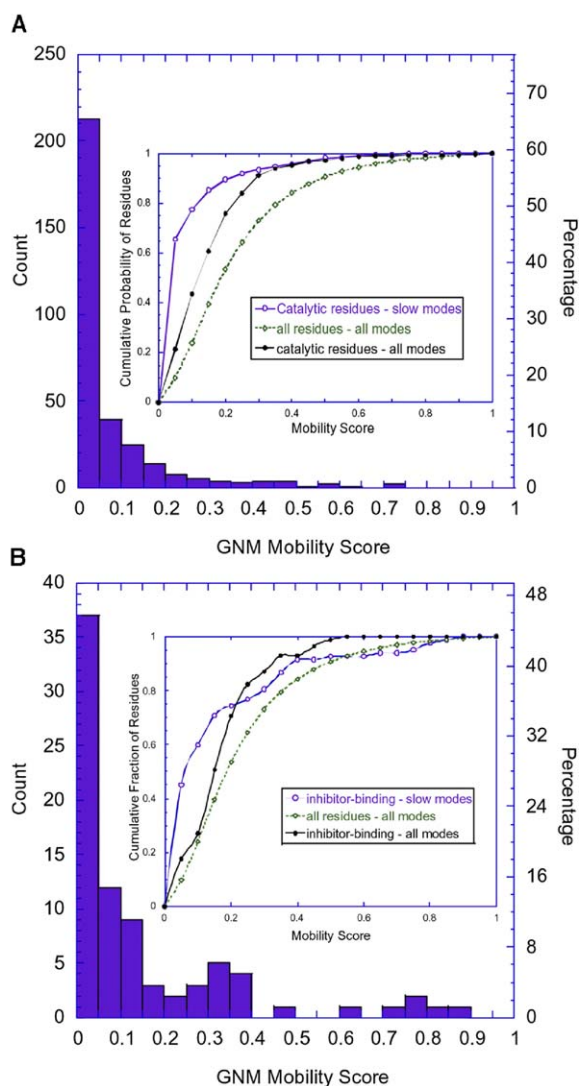 A
250
200
150
100
50
0
Count
70
60
50
40
30
20
10
0
Percentage
0 0.1 0.2 0.3 0.4 0.5 0.6 0.7 0.8 0.9 1
GNM Mobility Score
1
0.8
0.6
0.4
0.2
0
Cumulative Probability of Residues
Catalytic residues - slow modes
all residues - all modes
catalytic residues - all modes
0 0.2 0.4 0.6 0.8 1
Mobility Score
B
40
35
30
25
20
15
10
5
0
Count
48
40
32
24
16
8
0
Percentage
0 0.1 0.2 0.3 0.4 0.5 0.6 0.7 0.8 0.9 1
GNM Mobility Score
1
0.8
0.6
0.4
0.2
0
Cumulative Fraction of Residues
inhibitor-binding - slow modes
all residues - all modes
inhibitor-binding - all modes
0 0.2 0.4 0.6 0.8 1
Mobility Score